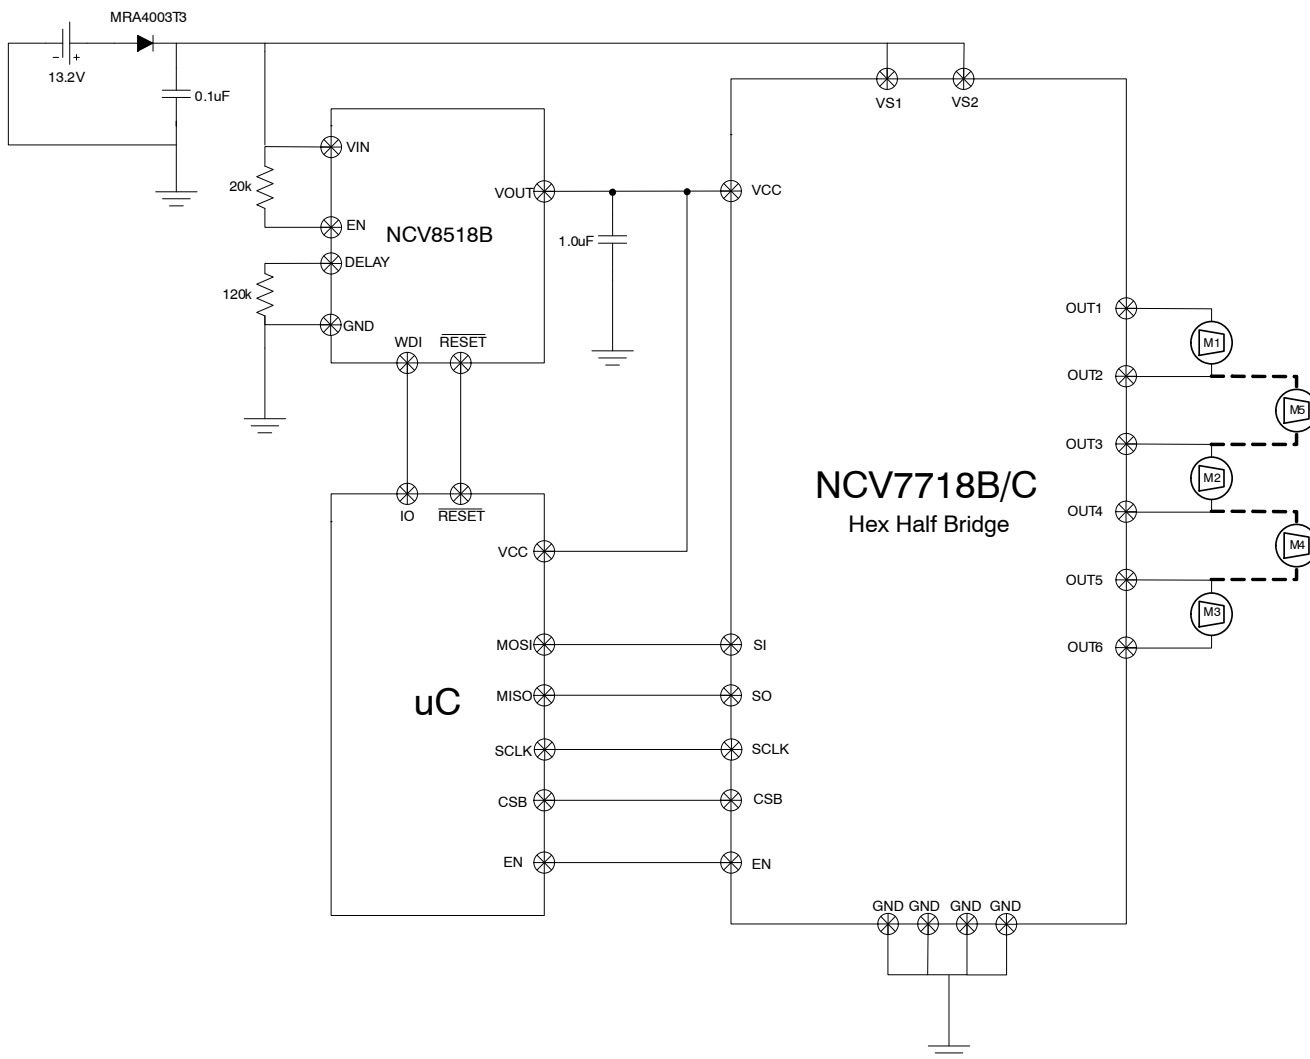 MRA4003T3
13.2V
- +
0.1uF
VS1
VS2
VIN
20k
EN
NCV8518B
VOUT
VCC
DELAY
1.0uF
120k
GND
WDI
RESET
IO
RESET
VCC
OUT1
M1
OUT2
M5
OUT3
M2
OUT4
M4
OUT5
M3
OUT6
NCV7718B/C
Hex Half Bridge
uC
MOSI
SI
MISO
SO
SCLK
SCLK
CSB
CSB
EN
EN
GND GND GND GND